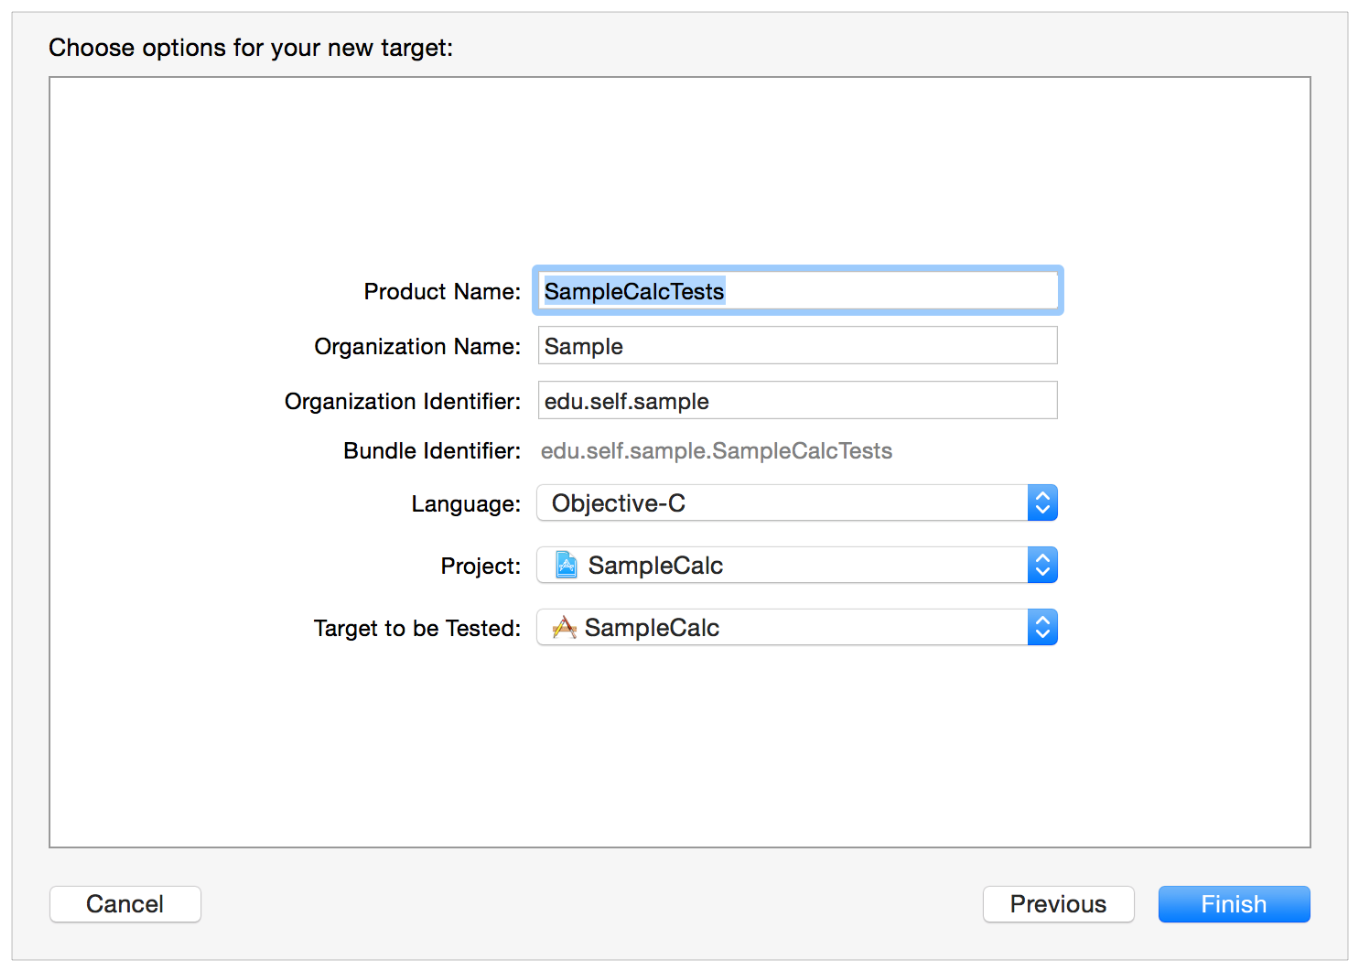 Choose options for your new target:
Product Name: SampleCalcTests
Organization Name: Sample
Organization Identifier: edu.self.sample
Bundle Identifier: edu.self.sample.SampleCalcTests
Language: Objective-C
Project: SampleCalc
Target to be Tested: SampleCalc
Cancel Previous Finish